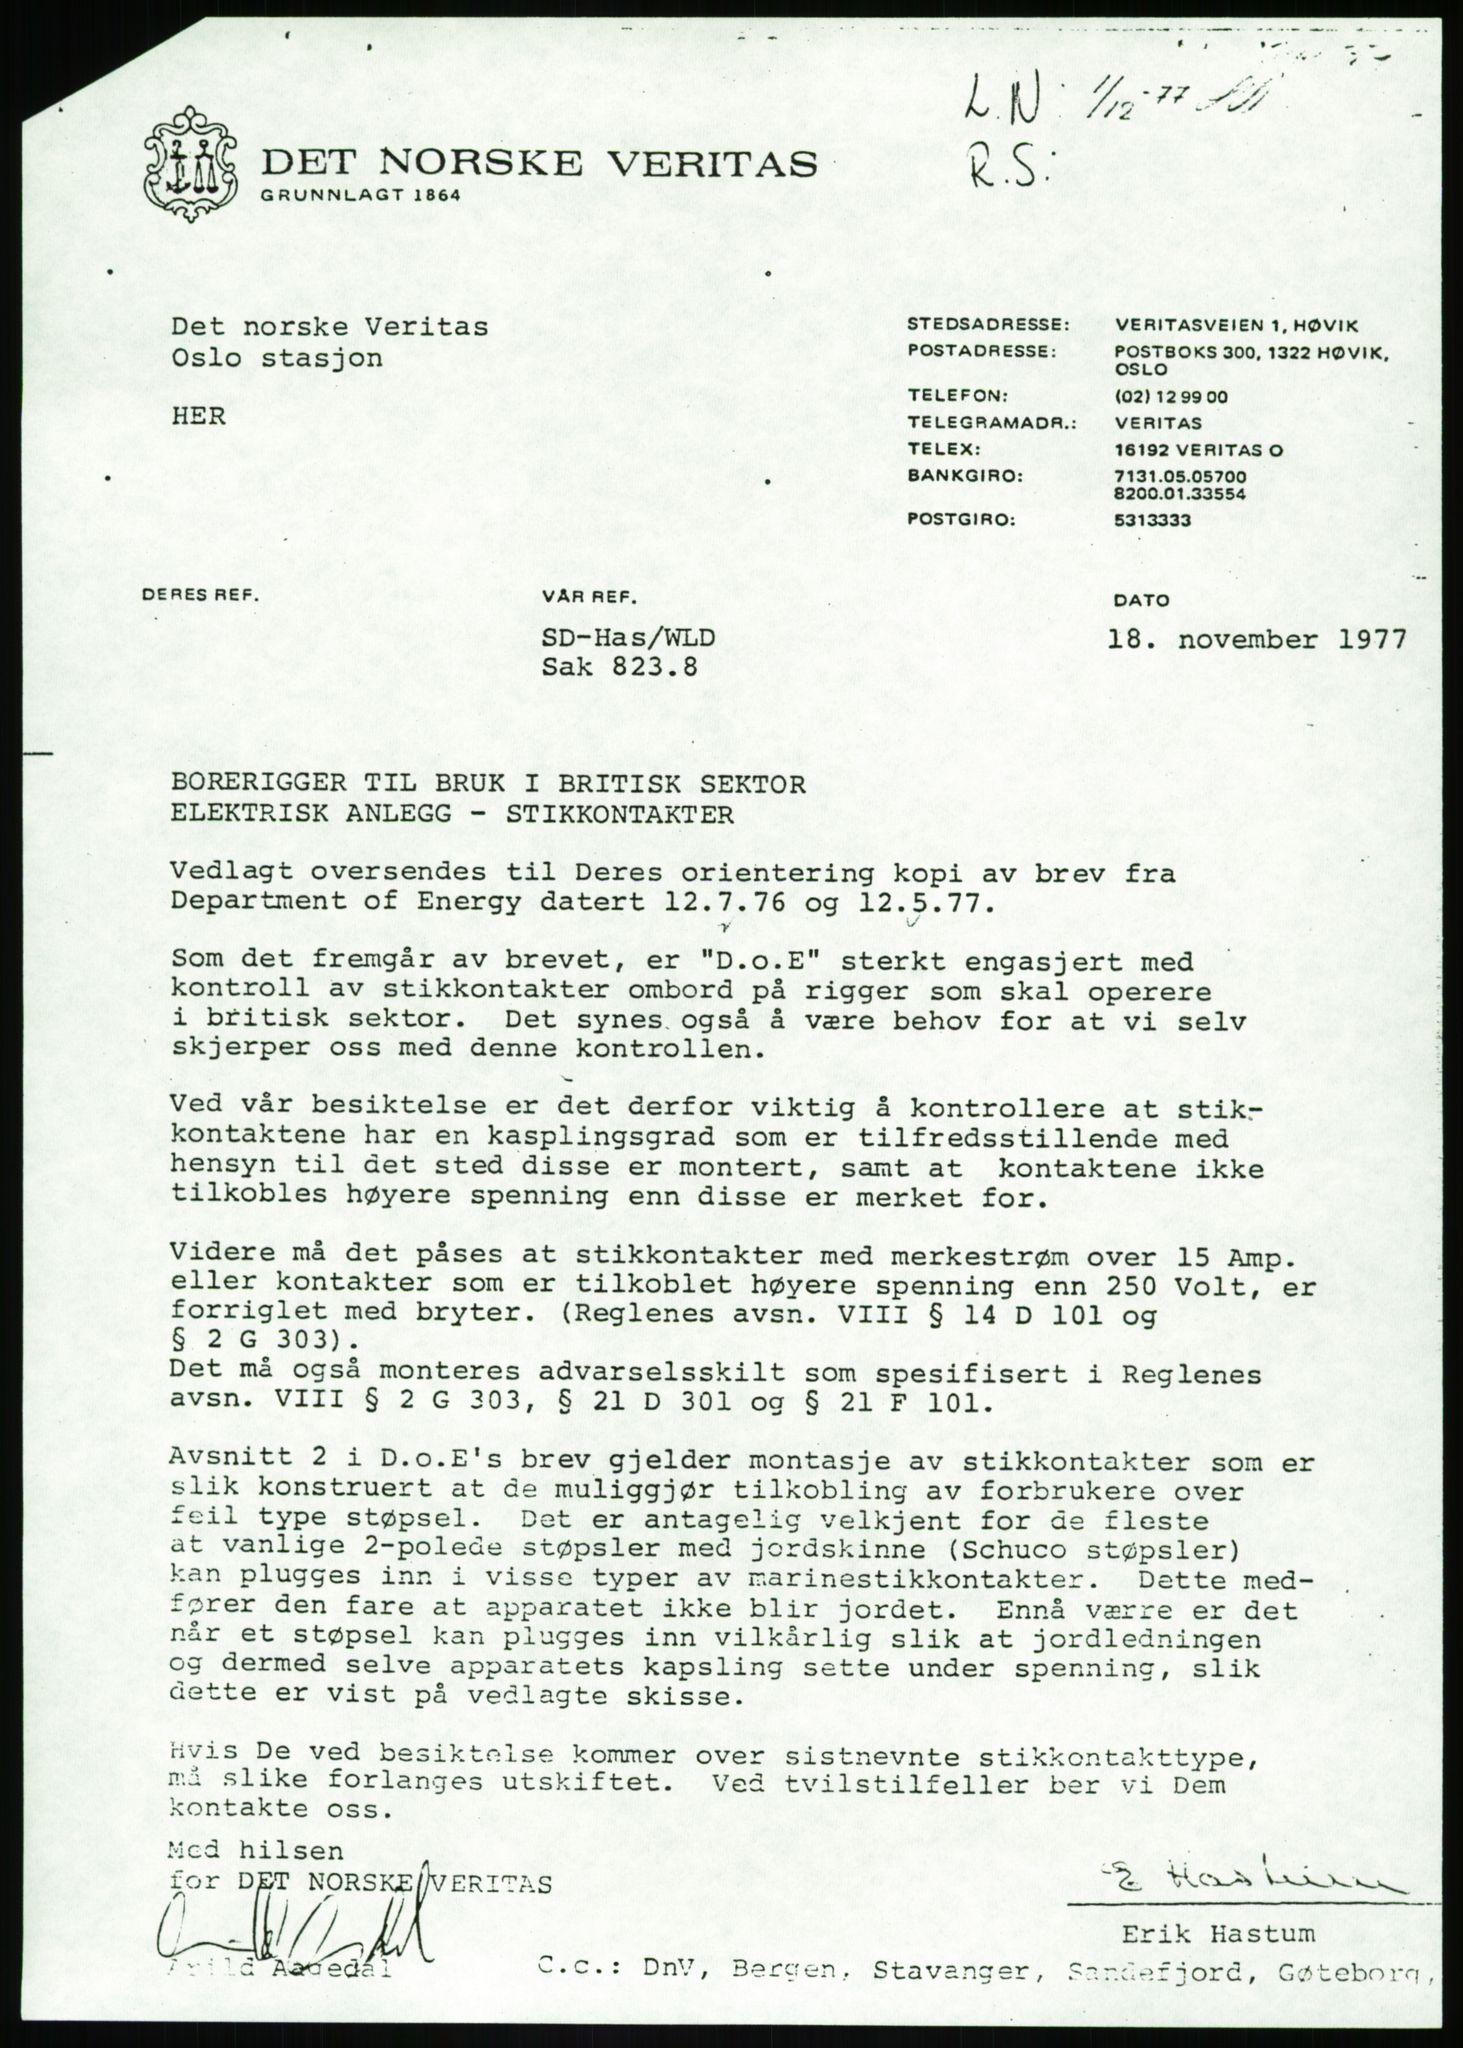 L.N: 1/12-77
R.S:
DET NORSKE VERITAS
GRUNNLAGT 1864
Det norske Veritas
Oslo stasjon
HER
STEDSADRESSE: VERITASVEIEN 1, HØVIK
POSTADRESSE: POSTBOKS 300, 1322 HØVIK,
OSLO
TELEFON: (02) 12 99 00
TELEGRAMADR.: VERITAS
TELEX: 16192 VERITAS O
BANKGIRO: 7131.05.05700
8200.01.33554
POSTGIRO: 5313333
DERES REF. VÅR REF. DATO
SD-Has/WLD 18. november 1977
Sak 823.8
BORERIGGER TIL BRUK I BRITISK SEKTOR
ELEKTRISK ANLEGG - STIKKONTAKTER
Vedlagt oversendes til Deres orientering kopi av brev fra
Department of Energy datert 12.7.76 og 12.5.77.
Som det fremgår av brevet, er "D.o.E" sterkt engasjert med
kontroll av stikkontakter ombord på rigger som skal operere
i britisk sektor. Det synes også å være behov for at vi selv
skjerper oss med denne kontrollen.
Ved vår besiktelse er det derfor viktig å kontrollere at stik-
kontaktene har en kasplingsgrad som er tilfredsstillende med
hensyn til det sted disse er montert, samt at kontaktene ikke
tilkobles høyere spenning enn disse er merket for.
Videre må det påses at stikkontakter med merkestrøm over 15 Amp.
eller kontakter som er tilkoblet høyere spenning enn 250 Volt, er
forriglet med bryter. (Reglenes avsn. VIII § 14 D 101 og
§ 2 G 303).
Det må også monteres advarselsskilt som spesifisert i Reglenes
avsn. VIII § 2 G 303, § 21 D 301 og § 21 F 101.
Avsnitt 2 i D.o.E's brev gjelder montasje av stikkontakter som er
slik konstruert at de muliggjør tilkobling av forbrukere over
feil type støpsel. Det er antagelig velkjent for de fleste
at vanlige 2-polede støpsler med jordskinne (Schuco støpsler)
kan plugges inn i visse typer av marinestikkontakter. Dette med-
fører den fare at apparatet ikke blir jordet. Ennå værre er det
når et støpsel kan plugges inn vilkårlig slik at jordledningen
og dermed selve apparatets kapsling sette under spenning, slik
dette er vist på vedlagte skisse.
Hvis De ved besiktelse kommer over sistnevnte stikkontakttype,
må slike forlanges utskiftet. Ved tvilstilfeller ber vi Dem
kontakte oss.
Med hilsen
for DET NORSKE VERITAS
E Hastum
Erik Hastum
Arild Aagedal C.c.: DnV, Bergen, Stavanger, Sandefjord, Gøteborg,